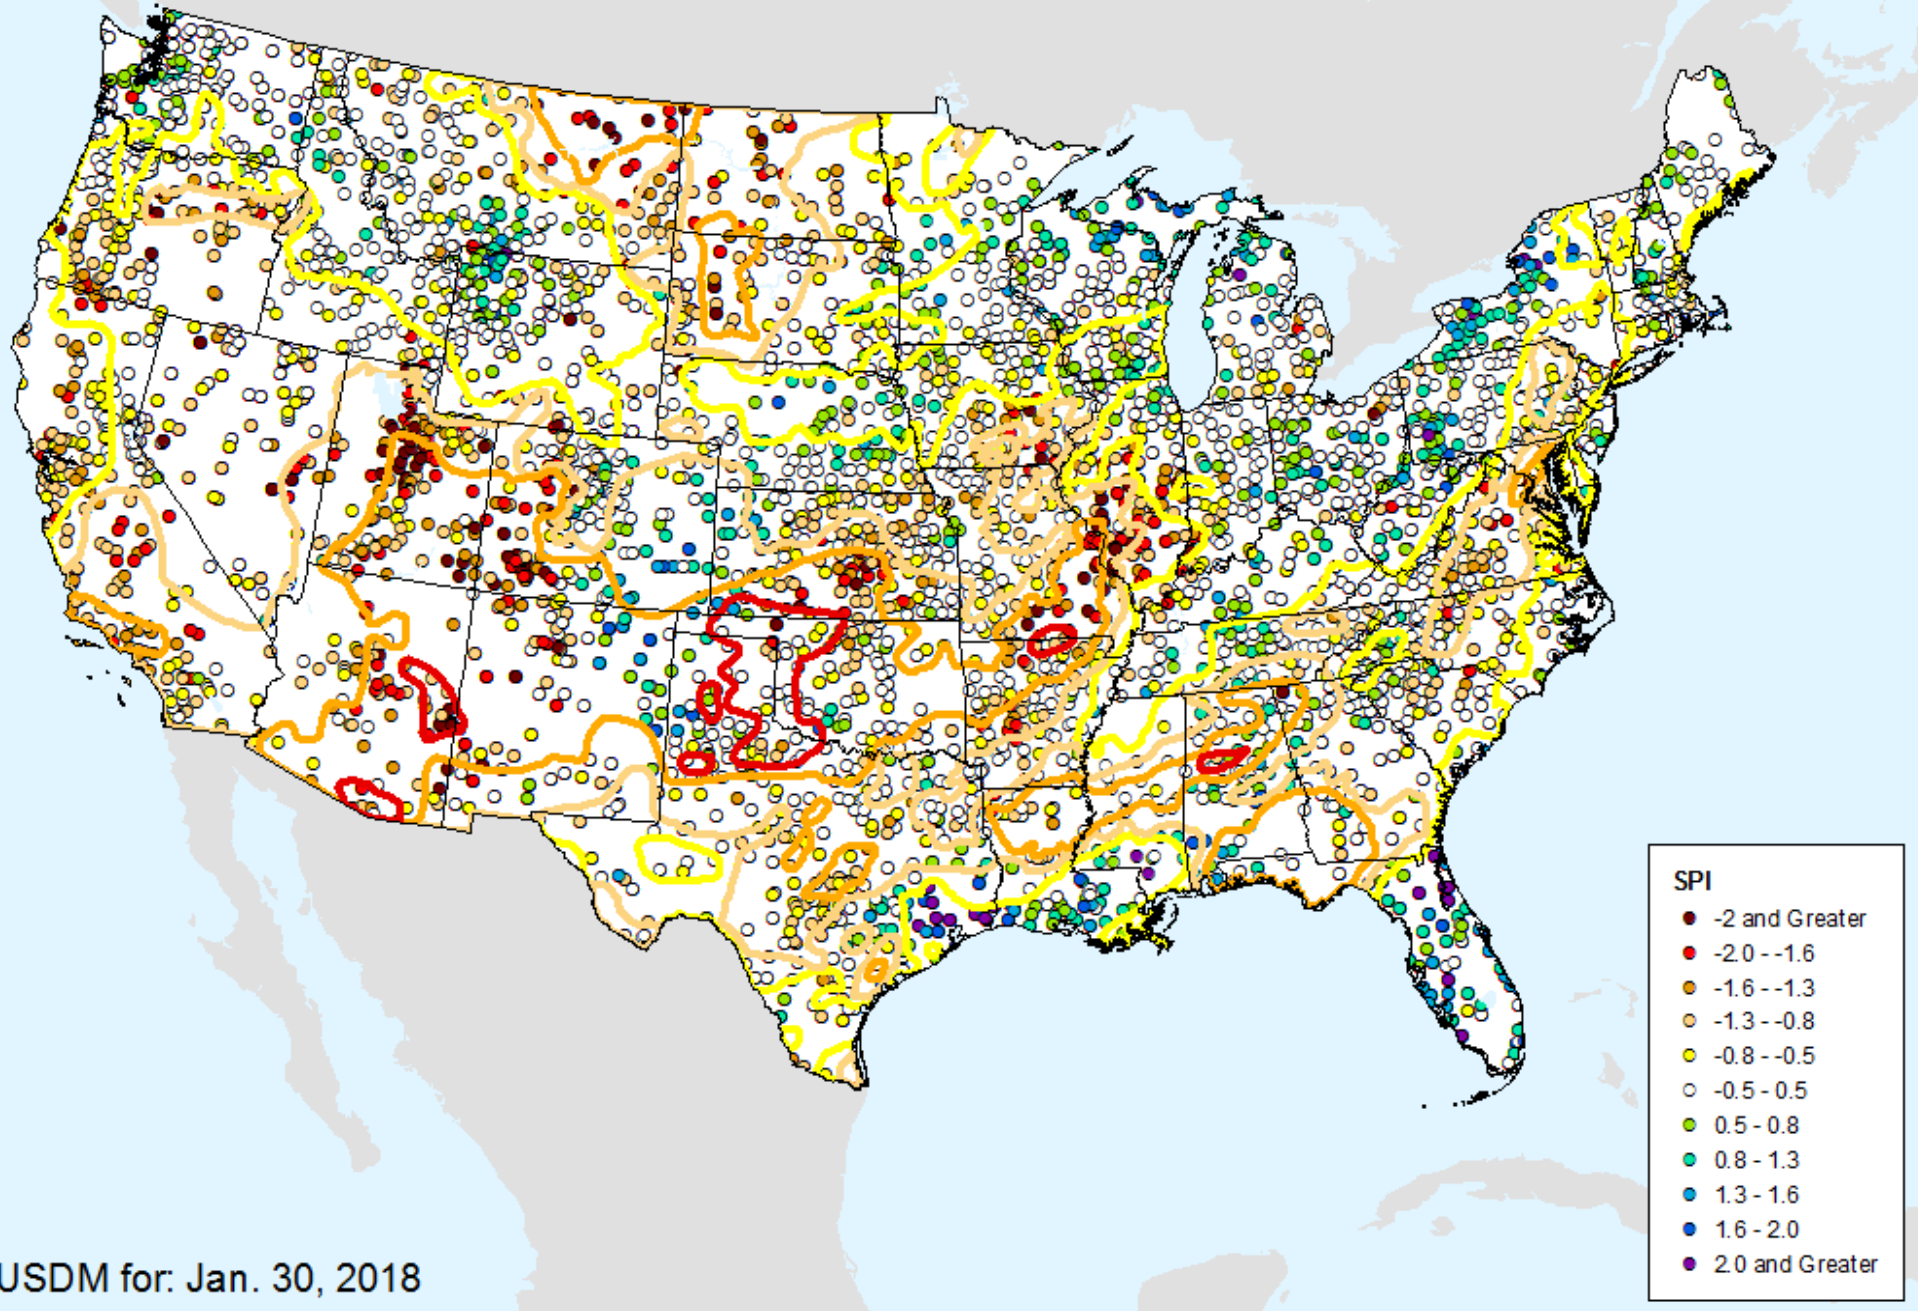 SPI
-2 and Greater
-2.0 - -1.6
-1.6 - -1.3
-1.3 - -0.8
-0.8 - -0.5
-0.5 - 0.5
0.5 - 0.8
0.8 - 1.3
1.3 - 1.6
1.6 - 2.0
2.0 and Greater
USDM for: Jan. 30, 2018